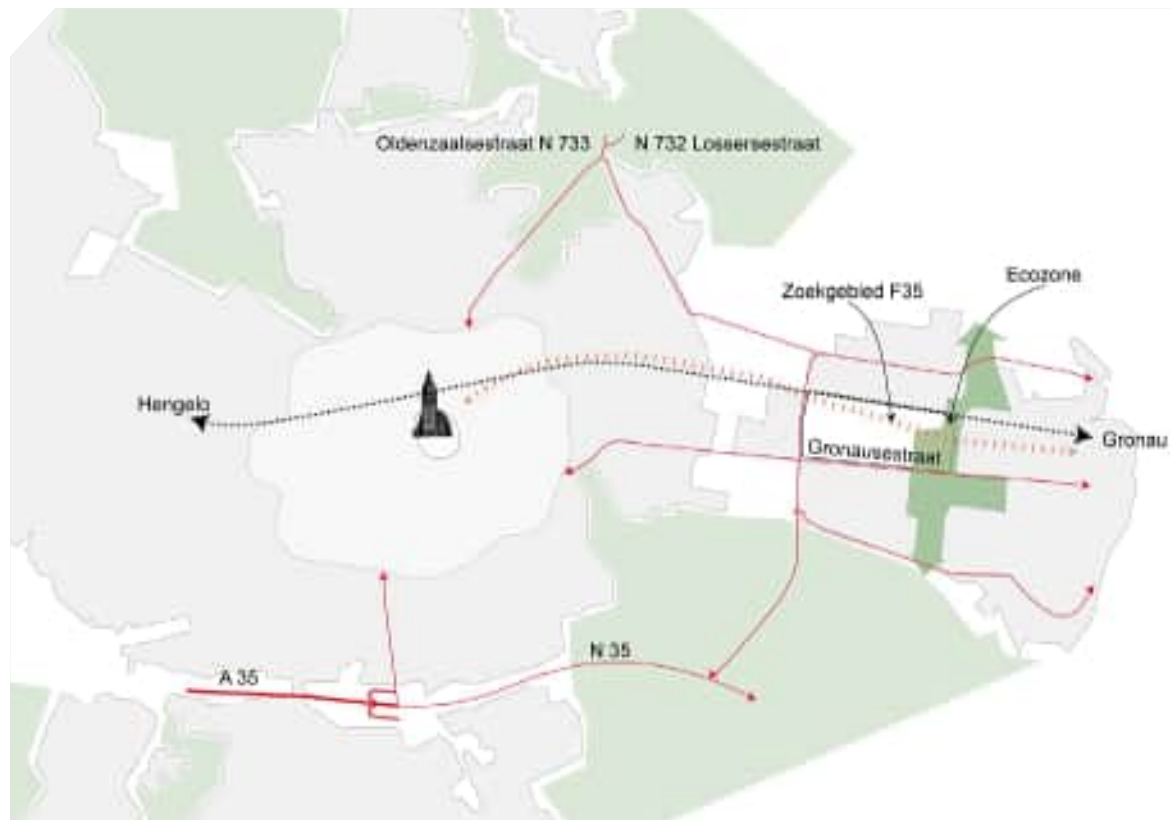 Oldenzaalsestraat N 733
N 732 Lossersestraat
Ecozone
Zoekgebied F35
Hengelo
Gronau
Gronausestraat
N 35
A 35